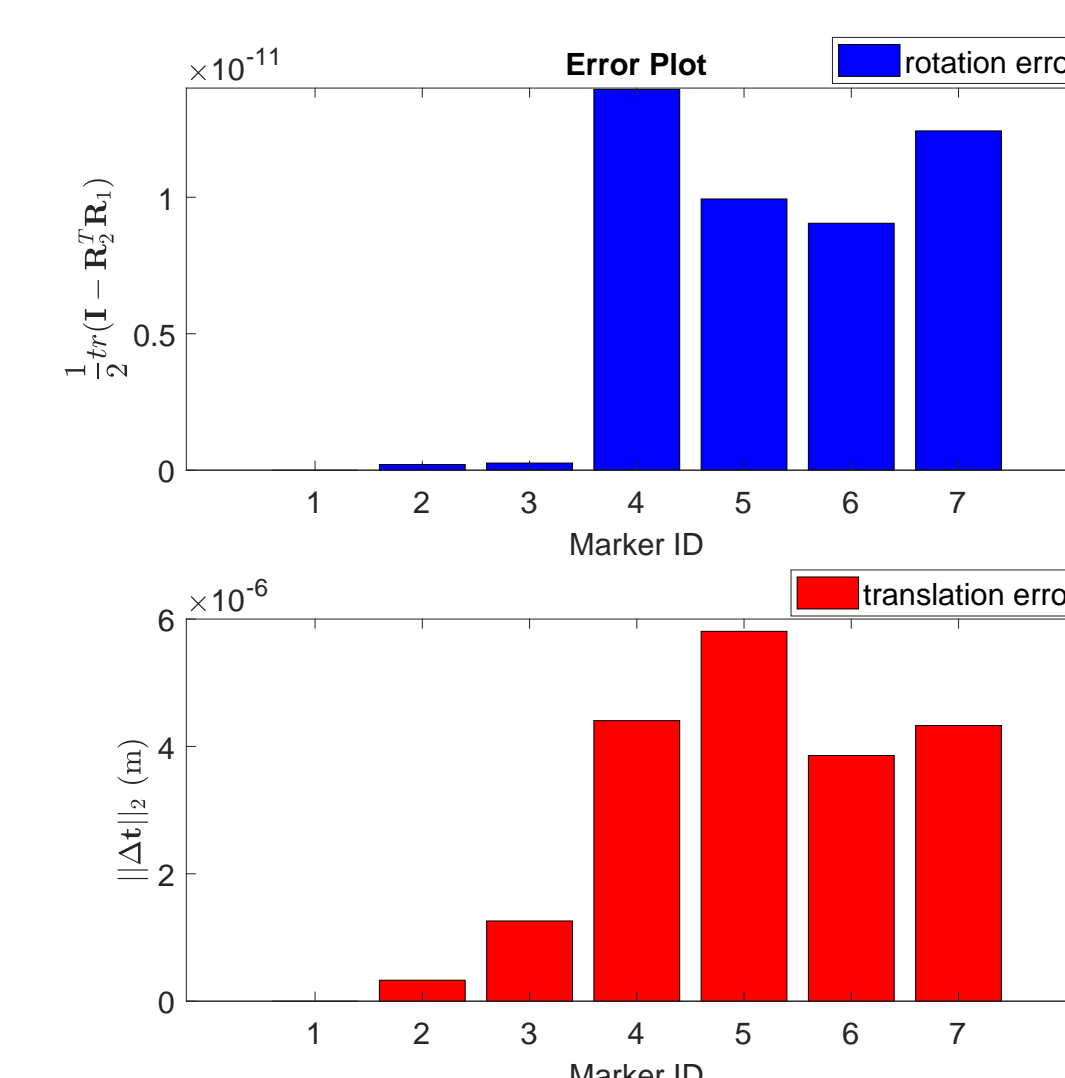 ×10^-11
Error Plot
rotation erro
1/2 tr(I − R_2^T R_1)
1
0.5
0
1 2 3 4 5 6 7
Marker ID
×10^-6
translation erro
||Δt||_2 (m)
6
4
2
0
1 2 3 4 5 6 7
Marker ID